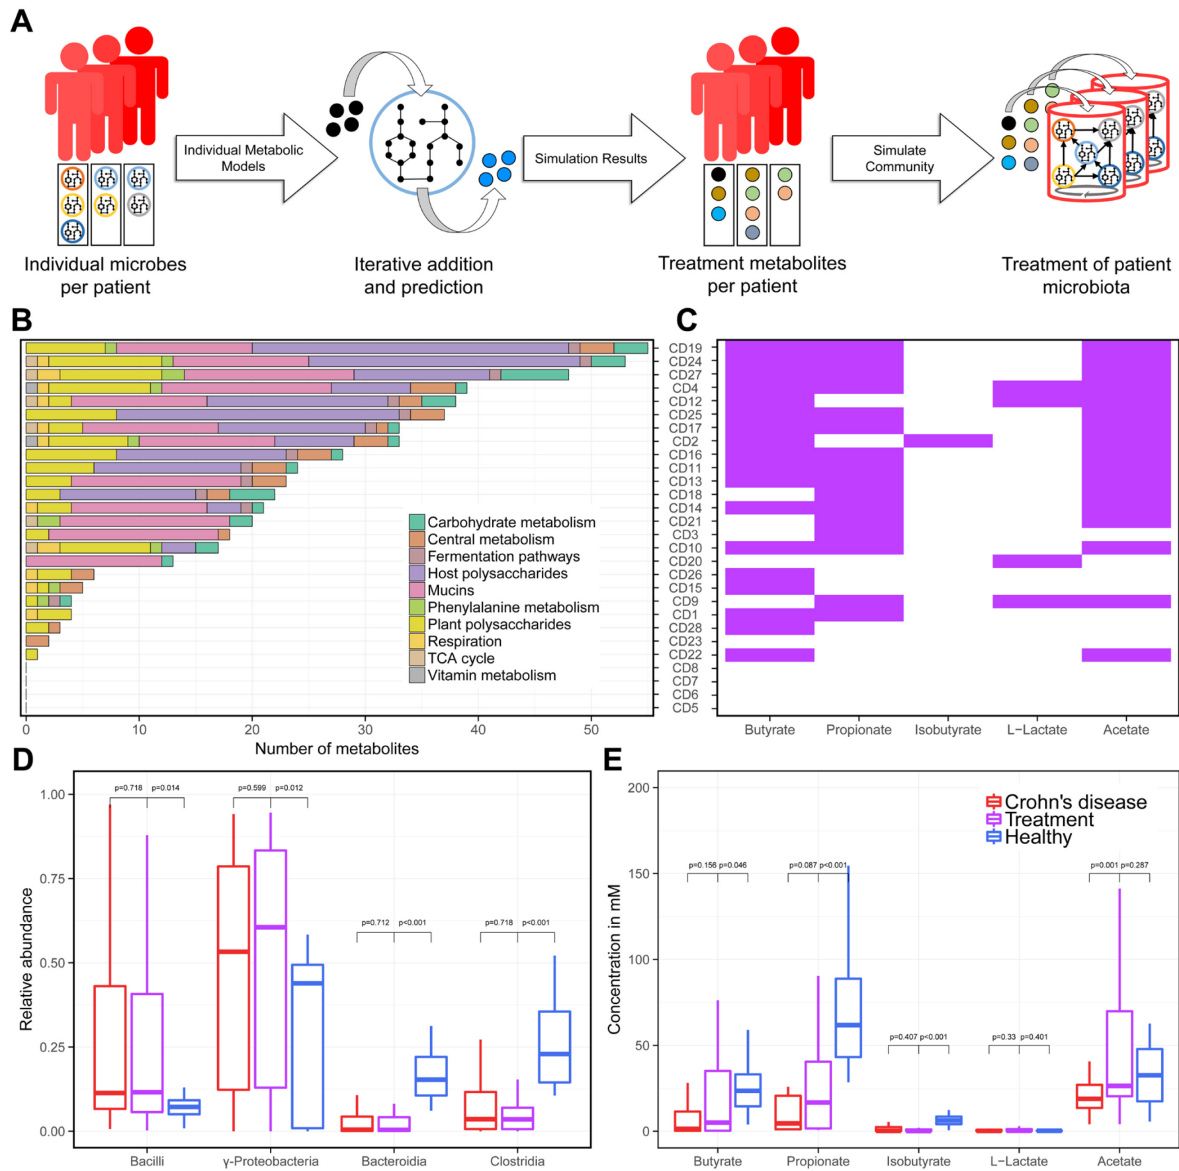 A
Individual Metabolic
Models
Simulation Results
Simulate
Community
Individual microbes
per patient
Iterative addition
and prediction
Treatment metabolites
per patient
Treatment of patient
microbiota
B
Carbohydrate metabolism
Central metabolism
Fermentation pathways
Host polysaccharides
Mucins
Phenylalanine metabolism
Plant polysaccharides
Respiration
TCA cycle
Vitamin metabolism
0
10
20
30
40
50
Number of metabolites
C
CD19
CD24
CD27
CD4
CD12
CD25
CD17
CD2
CD16
CD11
CD13
CD18
CD14
CD21
CD3
CD10
CD20
CD26
CD15
CD9
CD1
CD28
CD23
CD22
CD8
CD7
CD6
CD5
Butyrate
Propionate
Isobutyrate
L-Lactate
Acetate
D
Relative abundance
1.00
0.75
0.50
0.25
0.00
p=0.718 p=0.014
p=0.599 p=0.012
p=0.712 p<0.001
p=0.718 p<0.001
Bacilli
γ-Proteobacteria
Bacteroidia
Clostridia
E
Concentration in mM
200
150
100
50
0
Crohn's disease
Treatment
Healthy
p=0.156 p=0.046
p=0.087 p<0.001
p=0.407 p<0.001
p=0.33 p=0.401
p=0.001 p=0.287
Butyrate
Propionate
Isobutyrate
L-Lactate
Acetate